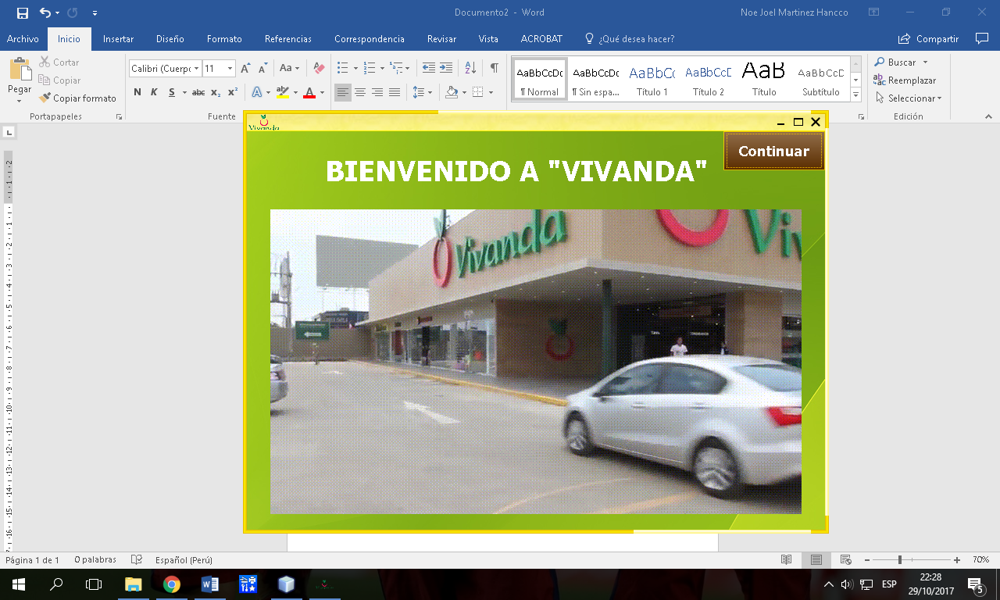 Documento2 - Word
Noe Joel Martinez Hancco
Archivo Inicio Insertar Diseño Formato Referencias Correspondencia Revisar Vista ACROBAT ¿Qué desea hacer? Compartir
Pegar
Cortar
Copiar
Copiar formato
Portapapeles
Calibri (Cuerpo 11
N K S abc x₂ x²
Fuente
AaBbCcDc AaBbCcDc AaBbCc AaBbCcD AaB AaBbCcD
¶ Normal ¶ Sin espa... Título 1 Título 2 Título Subtítulo
Buscar
Reemplazar
Seleccionar
Edición
Vivanda
Continuar
BIENVENIDO A "VIVANDA"
Vivanda
Viv
Página 1 de 1 0 palabras Español (Perú) 70%
ESP
22:28
29/10/2017
5